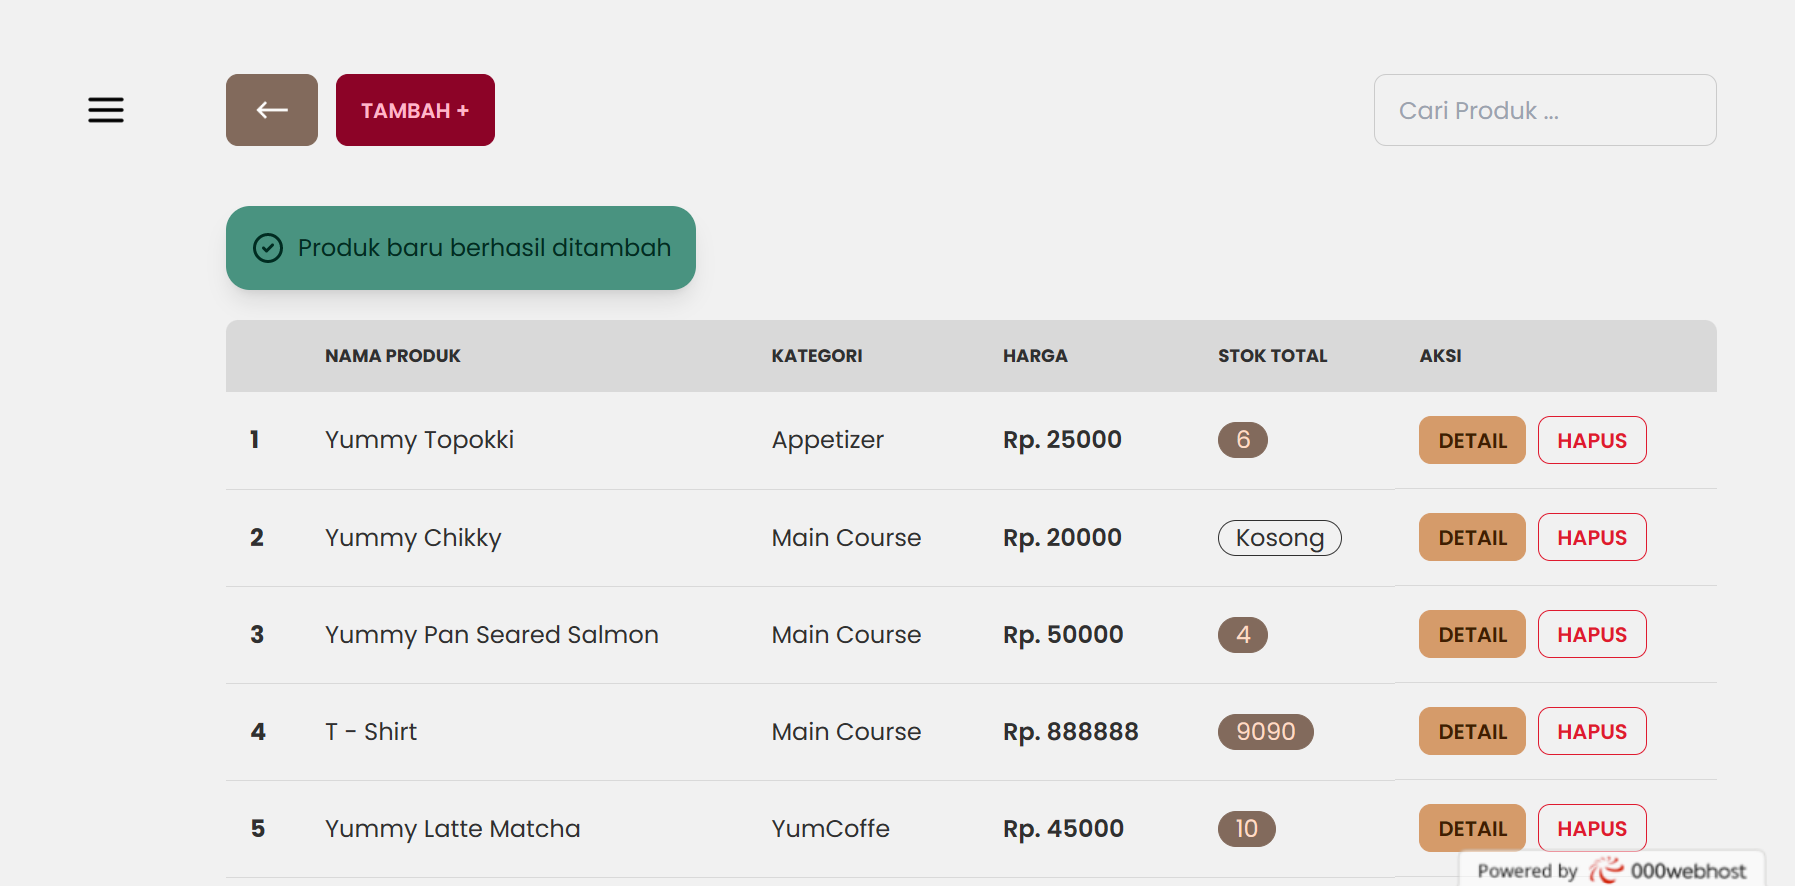 TAMBAH +
Cari Produk ...
Produk baru berhasil ditambah
NAMA PRODUK KATEGORI HARGA STOK TOTAL AKSI
1 Yummy Topokki Appetizer Rp. 25000 6 DETAIL HAPUS
2 Yummy Chikky Main Course Rp. 20000 Kosong DETAIL HAPUS
3 Yummy Pan Seared Salmon Main Course Rp. 50000 4 DETAIL HAPUS
4 T - Shirt Main Course Rp. 888888 9090 DETAIL HAPUS
5 Yummy Latte Matcha YumCoffe Rp. 45000 10 DETAIL HAPUS
Powered by 000webhost